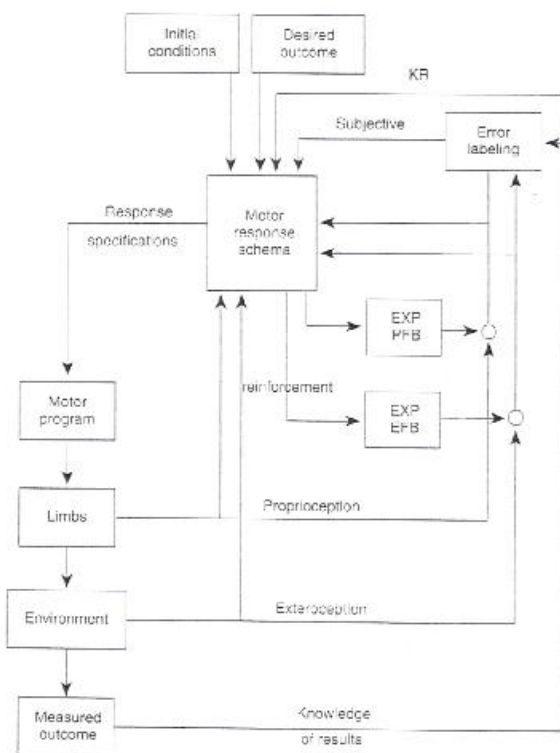 Initia
conditions
Desired
outcome
KR
Subjective
Error
labeling
Response
specifications
Motor
response
schema
EXP
PFB
reinforcement
EXP
EFB
Motor
program
Limbs
Proprioception
Environment
Exteroception
Measured
outcome
Knowledge
of results